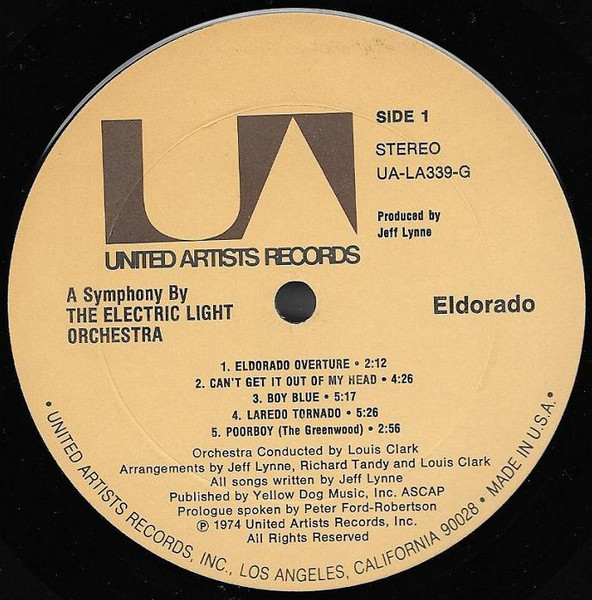 UA
SIDE 1
STEREO
UA-LA339-G
Produced by
Jeff Lynne
UNITED ARTISTS RECORDS
A Symphony By
THE ELECTRIC LIGHT
ORCHESTRA
Eldorado
1. ELDORADO OVERTURE • 2:12
2. CAN'T GET IT OUT OF MY HEAD • 4:26
3. BOY BLUE • 5:17
4. LAREDO TORNADO • 5:26
5. POORBOY (The Greenwood) • 2:56
Orchestra Conducted by Louis Clark
Arrangements by Jeff Lynne, Richard Tandy and Louis Clark
All songs written by Jeff Lynne
Published by Yellow Dog Music, Inc. ASCAP
Prologue spoken by Peter Ford-Robertson
℗ 1974 United Artists Records, Inc.
All Rights Reserved
• UNITED ARTISTS RECORDS, INC., LOS ANGELES, CALIFORNIA 90028 • MADE IN U.S.A. •